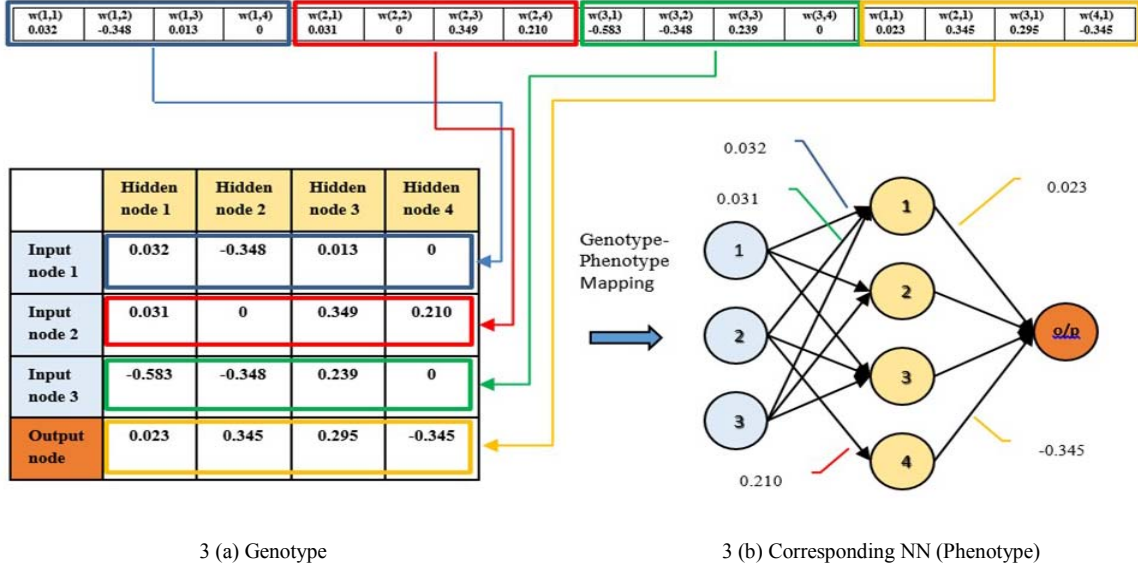 w(1,1) w(1,2) w(1,3) w(1,4) w(2,1) w(2,2) w(2,3) w(2,4) w(3,1) w(3,2) w(3,3) w(3,4) w(1,1) w(2,1) w(3,1) w(4,1)
0.032 -0.348 0.013 0 0.031 0 0.349 0.210 -0.583 -0.348 0.239 0 0.023 0.345 0.295 -0.345
Hidden node 1 Hidden node 2 Hidden node 3 Hidden node 4
Input node 1 0.032 -0.348 0.013 0
Input node 2 0.031 0 0.349 0.210
Input node 3 -0.583 -0.348 0.239 0
Output node 0.023 0.345 0.295 -0.345
Genotype-
Phenotype
Mapping
0.032
0.031
0.023
1
2
3
1
2
3
4
o/p
0.210
-0.345
3 (a) Genotype
3 (b) Corresponding NN (Phenotype)